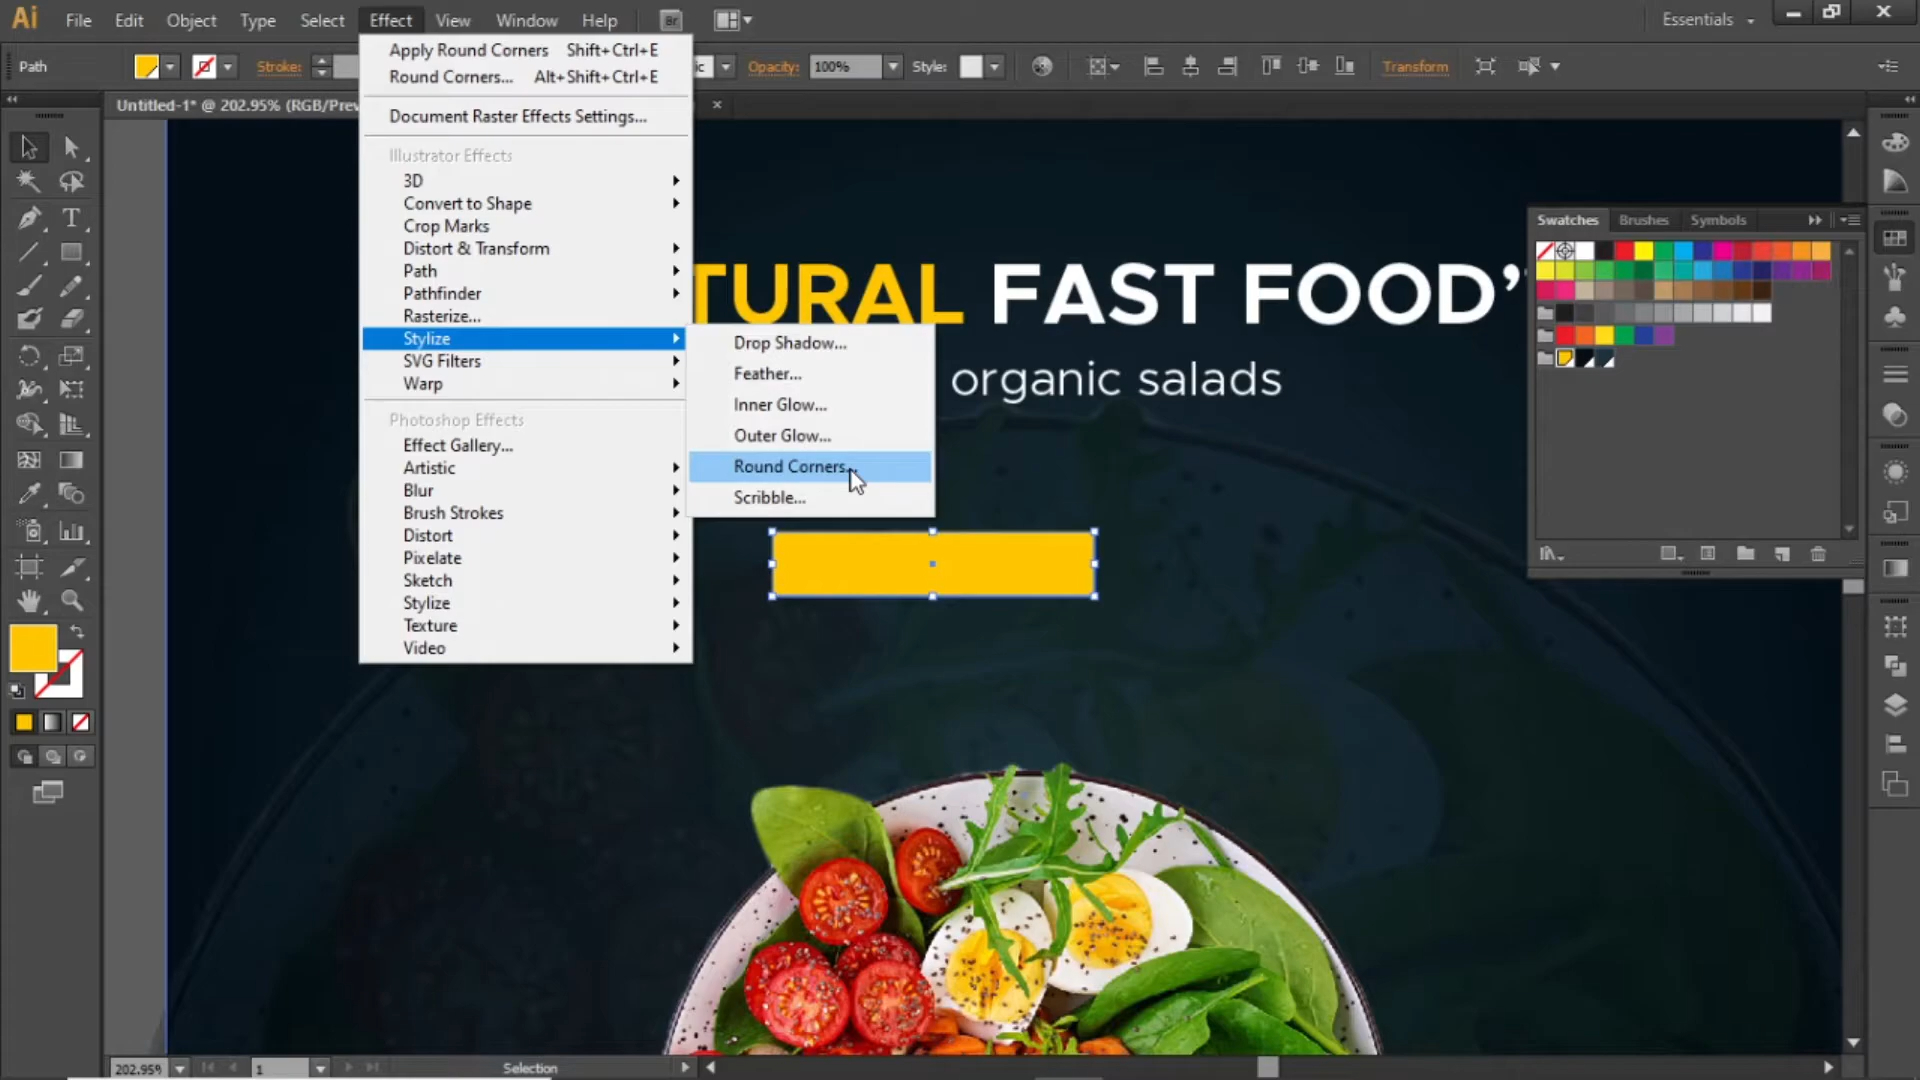 Ai File Edit Object Type Select Effect View Window Help Br Essentials
Path Stroke: ic Opacity: 100% Style: Transform
Untitled-1* @ 202.95% (RGB/Prev
Apply Round Corners Shift+Ctrl+E
Round Corners... Alt+Shift+Ctrl+E
Document Raster Effects Settings...
Illustrator Effects
3D
Convert to Shape
Crop Marks
Distort & Transform
Path
Pathfinder
Rasterize...
Stylize
SVG Filters
Warp
Photoshop Effects
Effect Gallery...
Artistic
Blur
Brush Strokes
Distort
Pixelate
Sketch
Stylize
Texture
Video
Drop Shadow...
Feather...
Inner Glow...
Outer Glow...
Round Corners...
Scribble...
TURAL FAST FOOD'
organic salads
Swatches Brushes Symbols
202.95% 1 Selection